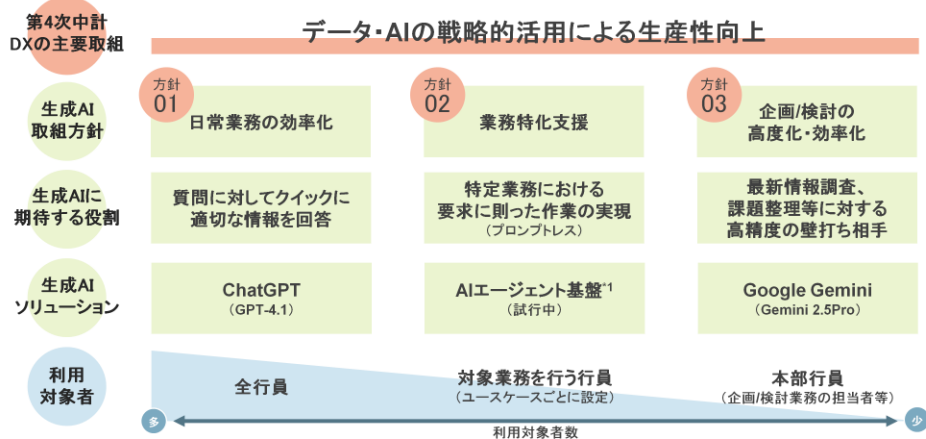 第4次中計
DXの主要取組
データ・AIの戦略的活用による生産性向上
生成AI
取組方針
方針
01
日常業務の効率化
方針
02
業務特化支援
方針
03
企画/検討の
高度化・効率化
生成AIに
期待する役割
質問に対してクイックに
適切な情報を回答
特定業務における
要求に則った作業の実現
(プロンプトレス)
最新情報調査、
課題整理等に対する
高精度の壁打ち相手
生成AI
ソリューション
ChatGPT
(GPT-4.1)
AIエージェント基盤*1
(試行中)
Google Gemini
(Gemini 2.5Pro)
利用
対象者
全行員
対象業務を行う行員
(ユースケースごとに設定)
本部行員
(企画/検討業務の担当者等)
多
少
利用対象者数